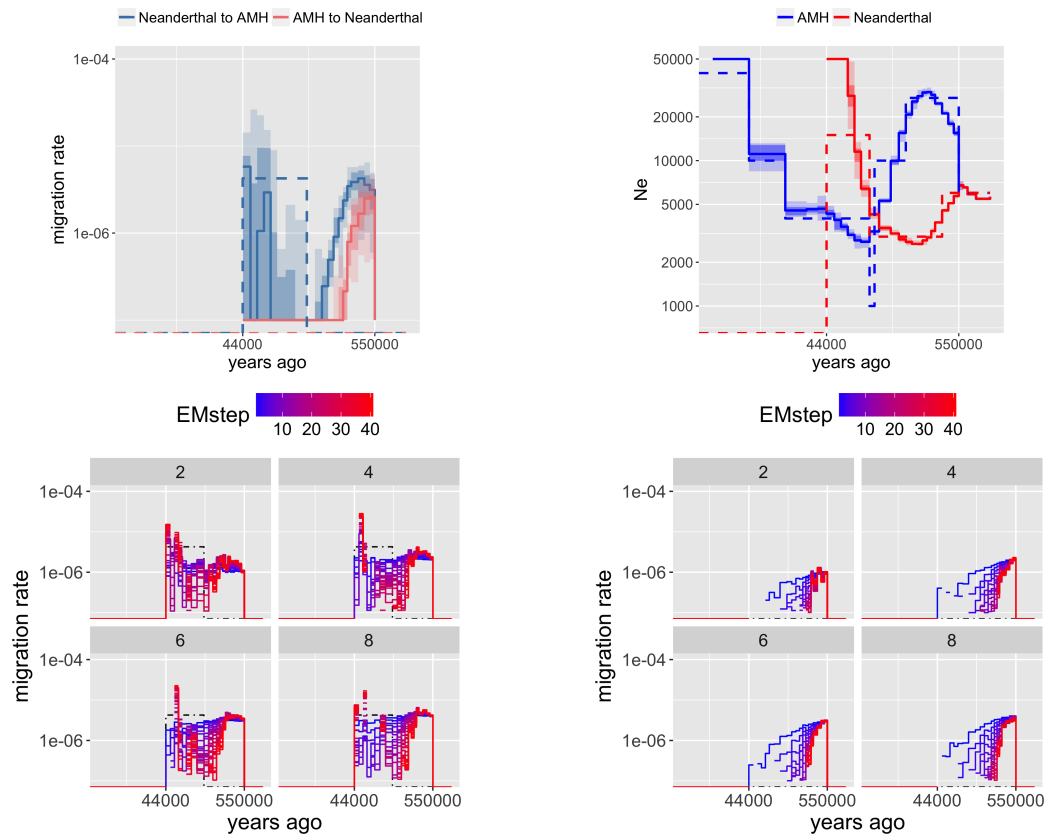 Neanderthal to AMH AMH to Neanderthal
1e-04
1e-06
migration rate
44000 550000
years ago
AMH Neanderthal
50000
20000
10000
5000
2000
1000
Ne
44000 550000
years ago
EMstep
10 20 30 40
2 4
1e-04
1e-06
6 8
1e-04
1e-06
migration rate
44000 550000 44000 550000
years ago
EMstep
10 20 30 40
2 4
1e-04
1e-06
6 8
1e-04
1e-06
migration rate
44000 550000 44000 550000
years ago